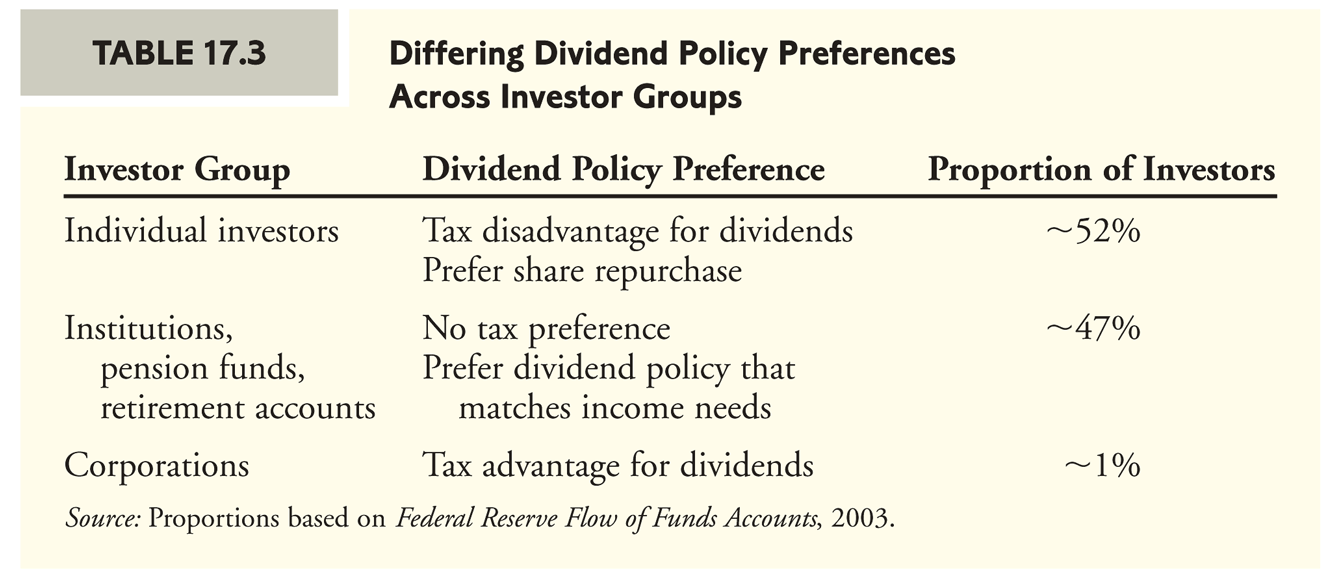 TABLE 17.3
Differing Dividend Policy Preferences
Across Investor Groups
Investor Group Dividend Policy Preference Proportion of Investors
Individual investors Tax disadvantage for dividends ~52%
Prefer share repurchase
Institutions, No tax preference ~47%
pension funds, Prefer dividend policy that
retirement accounts matches income needs
Corporations Tax advantage for dividends ~1%
Source: Proportions based on Federal Reserve Flow of Funds Accounts, 2003.